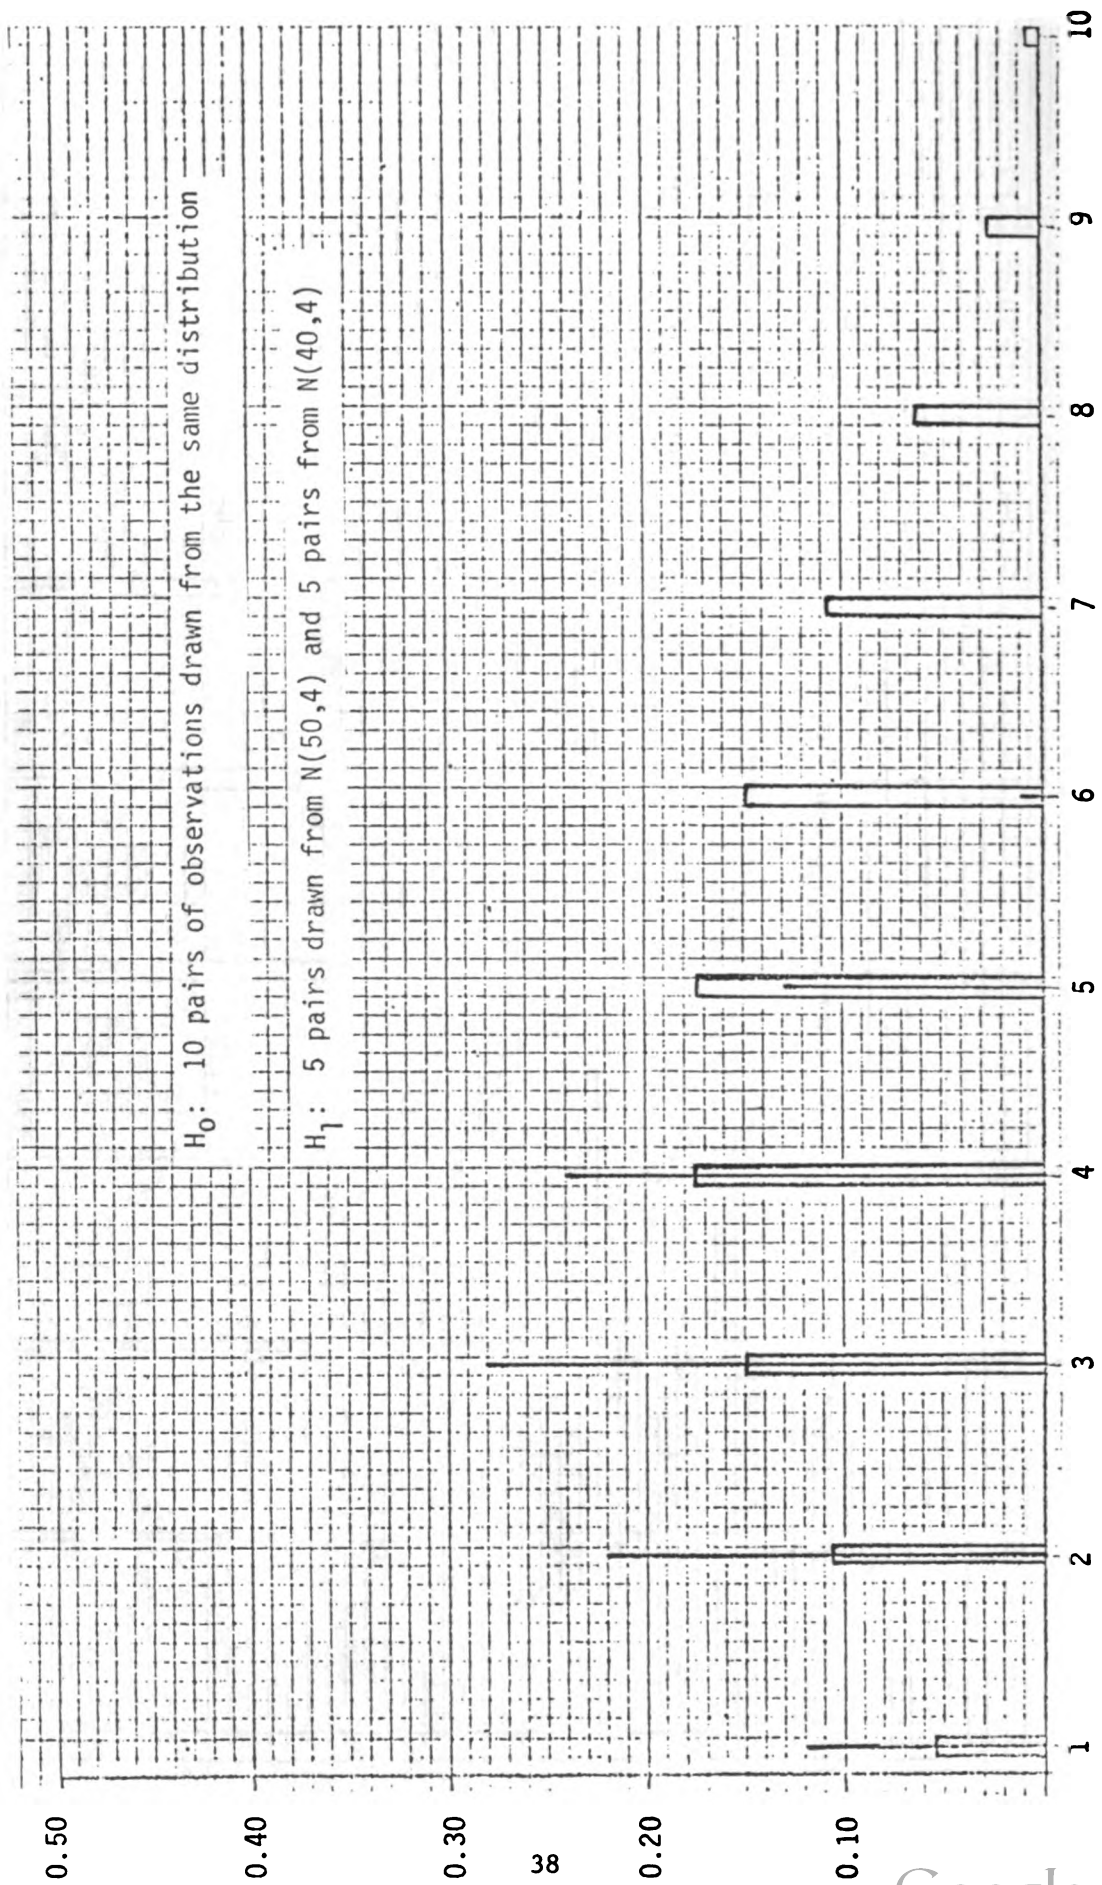 H0: 10 pairs of observations drawn from the same distribution
H1: 5 pairs drawn from N(50,4) and 5 pairs from N(40,4)
0.50
0.40
0.30
0.20
0.10
1 2 3 4 5 6 7 8 9 10
38